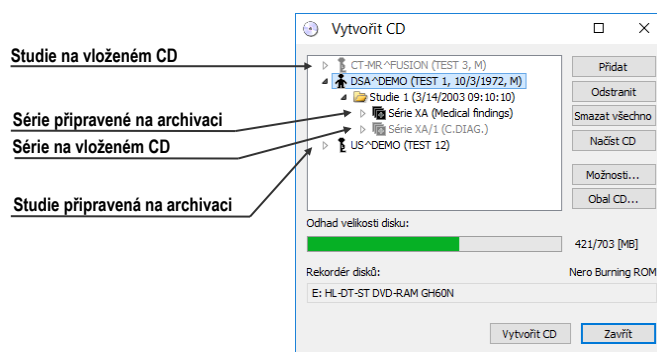 Studie na vloženém CD
Série připravené na archivaci
Série na vloženém CD
Studie připravená na archivaci
Vytvořit CD
CT-MR^FUSION (TEST 3, M)
DSA^DEMO (TEST 1, 10/3/1972, M)
Studie 1 (3/14/2003 09:10:10)
Série XA (Medical findings)
Série XA/1 (C.DIAG.)
US^DEMO (TEST 12)
Přidat
Odstranit
Smazat všechno
Načíst CD
Možnosti...
Obal CD...
Odhad velikosti disku:
421/703 [MB]
Rekordér disků:
Nero Burning ROM
E: HL-DT-ST DVD-RAM GH60N
Vytvořit CD
Zavřít